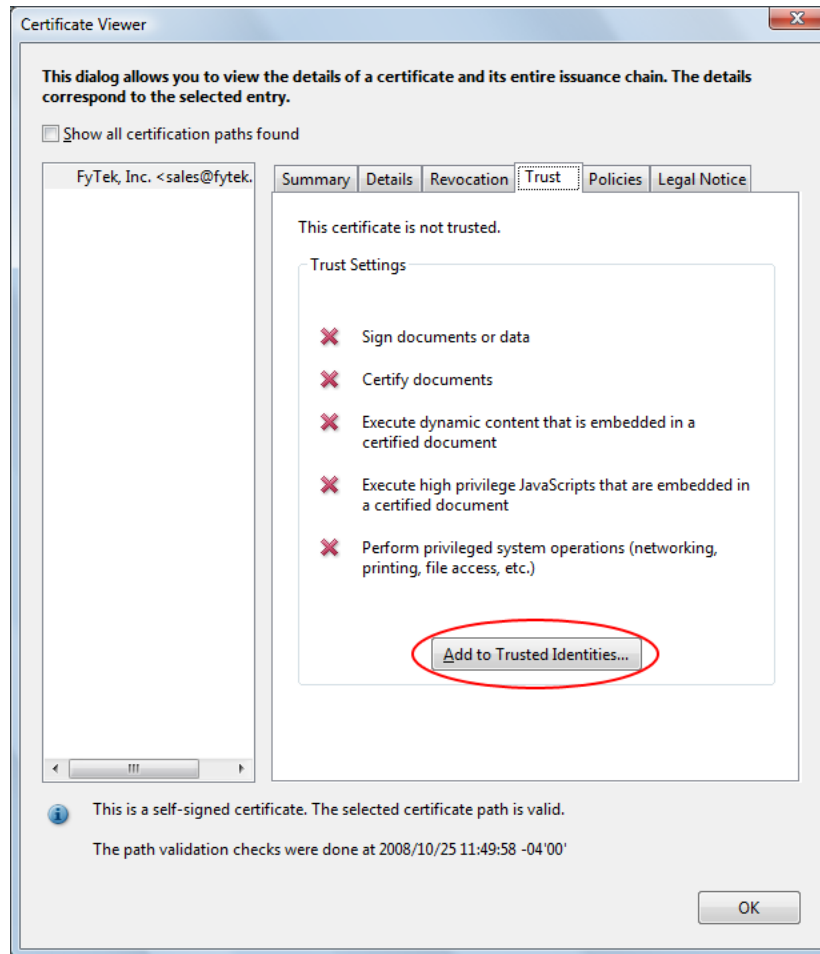 Certificate Viewer
This dialog allows you to view the details of a certificate and its entire issuance chain. The details
correspond to the selected entry.
Show all certification paths found
FyTek, Inc. <sales@fytek.
Summary Details Revocation Trust Policies Legal Notice
This certificate is not trusted.
Trust Settings
Sign documents or data
Certify documents
Execute dynamic content that is embedded in a
certified document
Execute high privilege JavaScripts that are embedded in
a certified document
Perform privileged system operations (networking,
printing, file access, etc.)
Add to Trusted Identities...
This is a self-signed certificate. The selected certificate path is valid.
The path validation checks were done at 2008/10/25 11:49:58 -04'00'
OK